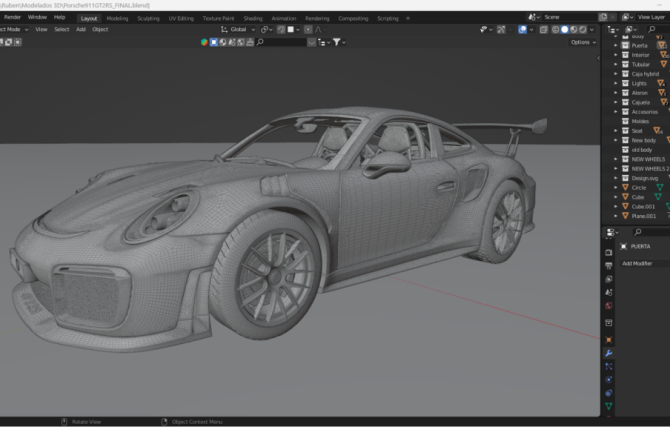 \Ruben\Modelados 3D\Porsche911GT2RS_FINAL.blend]
Render Window Help Layout Modeling Sculpting UV Editing Texture Paint Shading Animation Rendering Compositing Scripting + Scene View Layer
ct Mode View Select Add Object Global
Options
Body
Puerta
Interior
Tubular
Caja hybrid
Lights
Aleron
Cajuela
Accesorios
Moldes
Seat
New body
old body
NEW WHEELS
NEW WHEELS 2
Design.svg
Circle
Cube
Cube.001
Plane.001
PUERTA
Add Modifier
Rotate View Object Context Menu